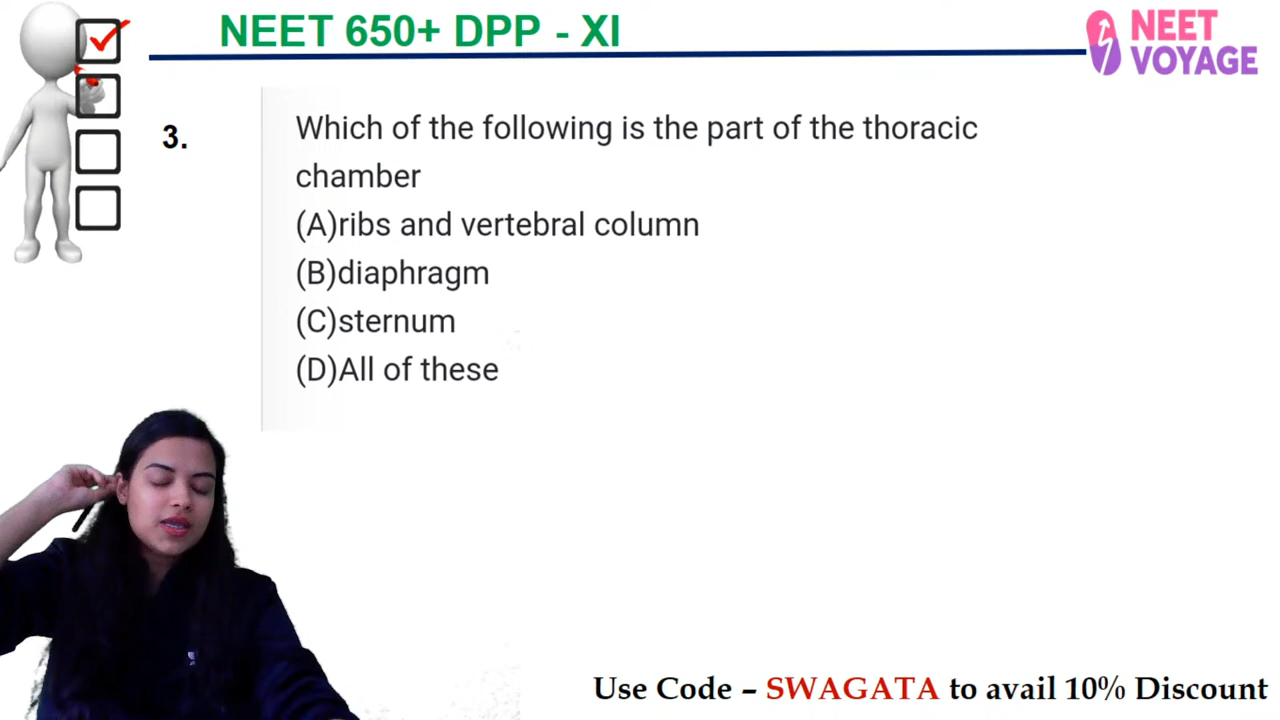 NEET 650+ DPP - XI
NEET
VOYAGE
3.
Which of the following is the part of the thoracic
chamber
(A)ribs and vertebral column
(B)diaphragm
(C)sternum
(D)All of these
Use Code – SWAGATA to avail 10% Discount